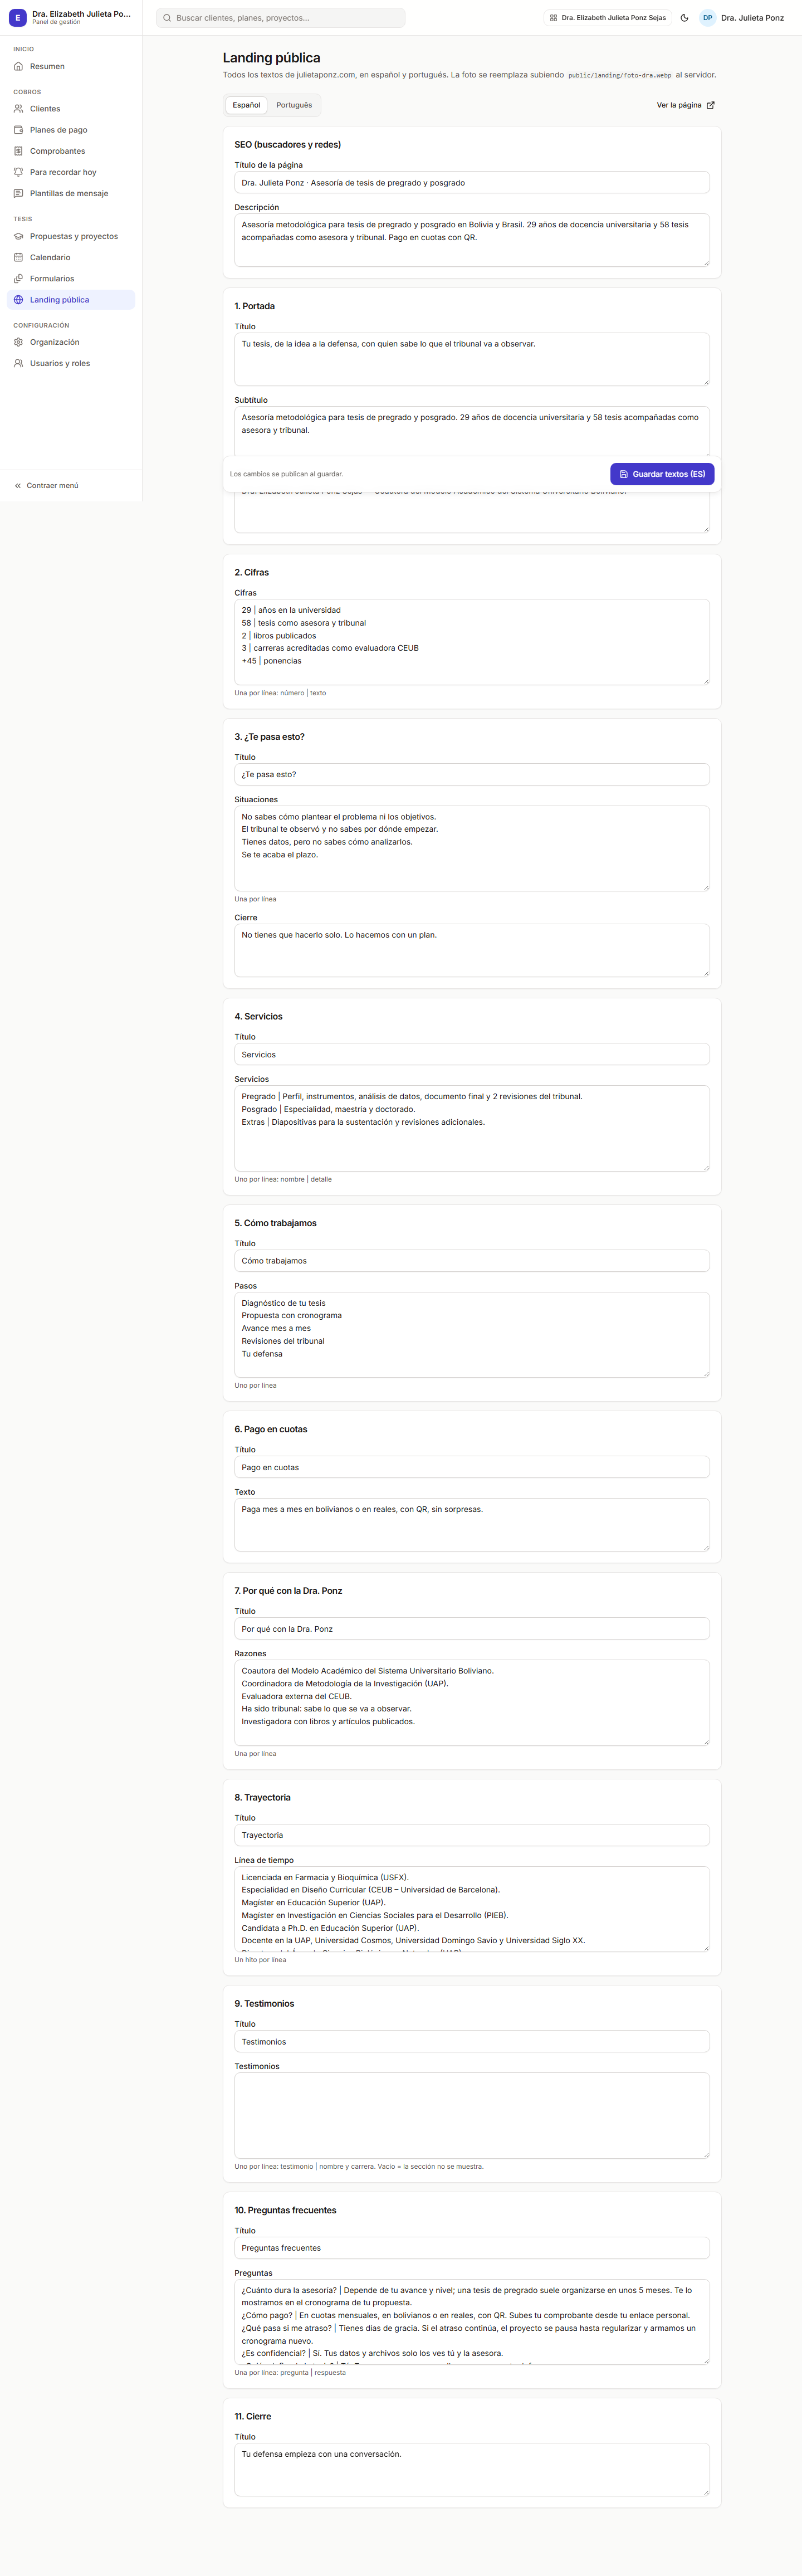 E
Dra. Elizabeth Julieta Po...
Panel de gestión
Buscar clientes, planes, proyectos...
Dra. Elizabeth Julieta Ponz Sejas
DP
Dra. Julieta Ponz
INICIO
Resumen
COBROS
Clientes
Planes de pago
Comprobantes
Para recordar hoy
Plantillas de mensaje
TESIS
Propuestas y proyectos
Calendario
Formularios
Landing pública
CONFIGURACIÓN
Organización
Usuarios y roles
Contraer menú
Landing pública
Todos los textos de julietaponz.com, en español y portugués. La foto se reemplaza subiendo public/landing/foto-dra.webp al servidor.
Español
Português
Ver la página
SEO (buscadores y redes)
Título de la página
Dra. Julieta Ponz · Asesoría de tesis de pregrado y posgrado
Descripción
Asesoría metodológica para tesis de pregrado y posgrado en Bolivia y Brasil. 29 años de docencia universitaria y 58 tesis
acompañadas como asesora y tribunal. Pago en cuotas con QR.
1. Portada
Título
Tu tesis, de la idea a la defensa, con quien sabe lo que el tribunal va a observar.
Subtítulo
Asesoría metodológica para tesis de pregrado y posgrado. 29 años de docencia universitaria y 58 tesis acompañadas como
asesora y tribunal.
Los cambios se publican al guardar.
Guardar textos (ES)
2. Cifras
Cifras
29 | años en la universidad
58 | tesis como asesora y tribunal
2 | libros publicados
3 | carreras acreditadas como evaluadora CEUB
+45 | ponencias
Una por línea: número | texto
3. ¿Te pasa esto?
Título
¿Te pasa esto?
Situaciones
No sabes cómo plantear el problema ni los objetivos.
El tribunal te observó y no sabes por dónde empezar.
Tienes datos, pero no sabes cómo analizarlos.
Se te acaba el plazo.
Una por línea
Cierre
No tienes que hacerlo solo. Lo hacemos con un plan.
4. Servicios
Título
Servicios
Servicios
Pregrado | Perfil, instrumentos, análisis de datos, documento final y 2 revisiones del tribunal.
Posgrado | Especialidad, maestría y doctorado.
Extras | Diapositivas para la sustentación y revisiones adicionales.
Uno por línea: nombre | detalle
5. Cómo trabajamos
Título
Cómo trabajamos
Pasos
Diagnóstico de tu tesis
Propuesta con cronograma
Avance mes a mes
Revisiones del tribunal
Tu defensa
Uno por línea
6. Pago en cuotas
Título
Pago en cuotas
Texto
Paga mes a mes en bolivianos o en reales, con QR, sin sorpresas.
7. Por qué con la Dra. Ponz
Título
Por qué con la Dra. Ponz
Razones
Coautora del Modelo Académico del Sistema Universitario Boliviano.
Coordinadora de Metodología de la Investigación (UAP).
Evaluadora externa del CEUB.
Ha sido tribunal: sabe lo que se va a observar.
Investigadora con libros y artículos publicados.
Una por línea
8. Trayectoria
Título
Trayectoria
Línea de tiempo
Licenciada en Farmacia y Bioquímica (USFX).
Especialidad en Diseño Curricular (CEUB – Universidad de Barcelona).
Magíster en Educación Superior (UAP).
Magíster en Investigación en Ciencias Sociales para el Desarrollo (PIEB).
Candidata a Ph.D. en Educación Superior (UAP).
Docente en la UAP, Universidad Cosmos, Universidad Domingo Savio y Universidad Siglo XX.
Un hito por línea
9. Testimonios
Título
Testimonios
Testimonios
Uno por línea: testimonio | nombre y carrera. Vacío = la sección no se muestra.
10. Preguntas frecuentes
Título
Preguntas frecuentes
Preguntas
¿Cuánto dura la asesoría? | Depende de tu avance y nivel; una tesis de pregrado suele organizarse en unos 5 meses. Te lo
mostramos en el cronograma de tu propuesta.
¿Cómo pago? | En cuotas mensuales, en bolivianos o en reales, con QR. Subes tu comprobante desde tu enlace personal.
¿Qué pasa si me atraso? | Tienes días de gracia. Si el atraso continúa, el proyecto se pausa hasta regularizar y armamos un
cronograma nuevo.
¿Es confidencial? | Sí. Tus datos y archivos solo los ves tú y la asesora.
Una por línea: pregunta | respuesta
11. Cierre
Título
Tu defensa empieza con una conversación.